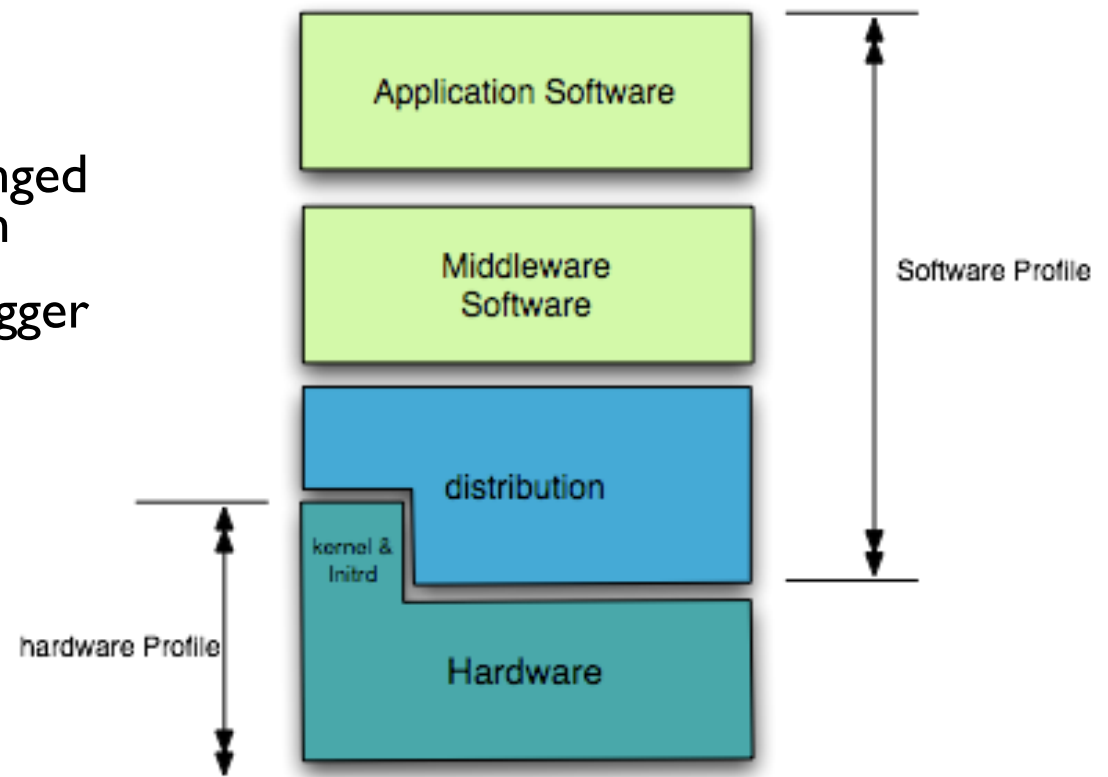 nged
n
gger
Application Software
Middleware
Software
Software Profile
distribution
kernel &
Initrd
hardware Profile
Hardware